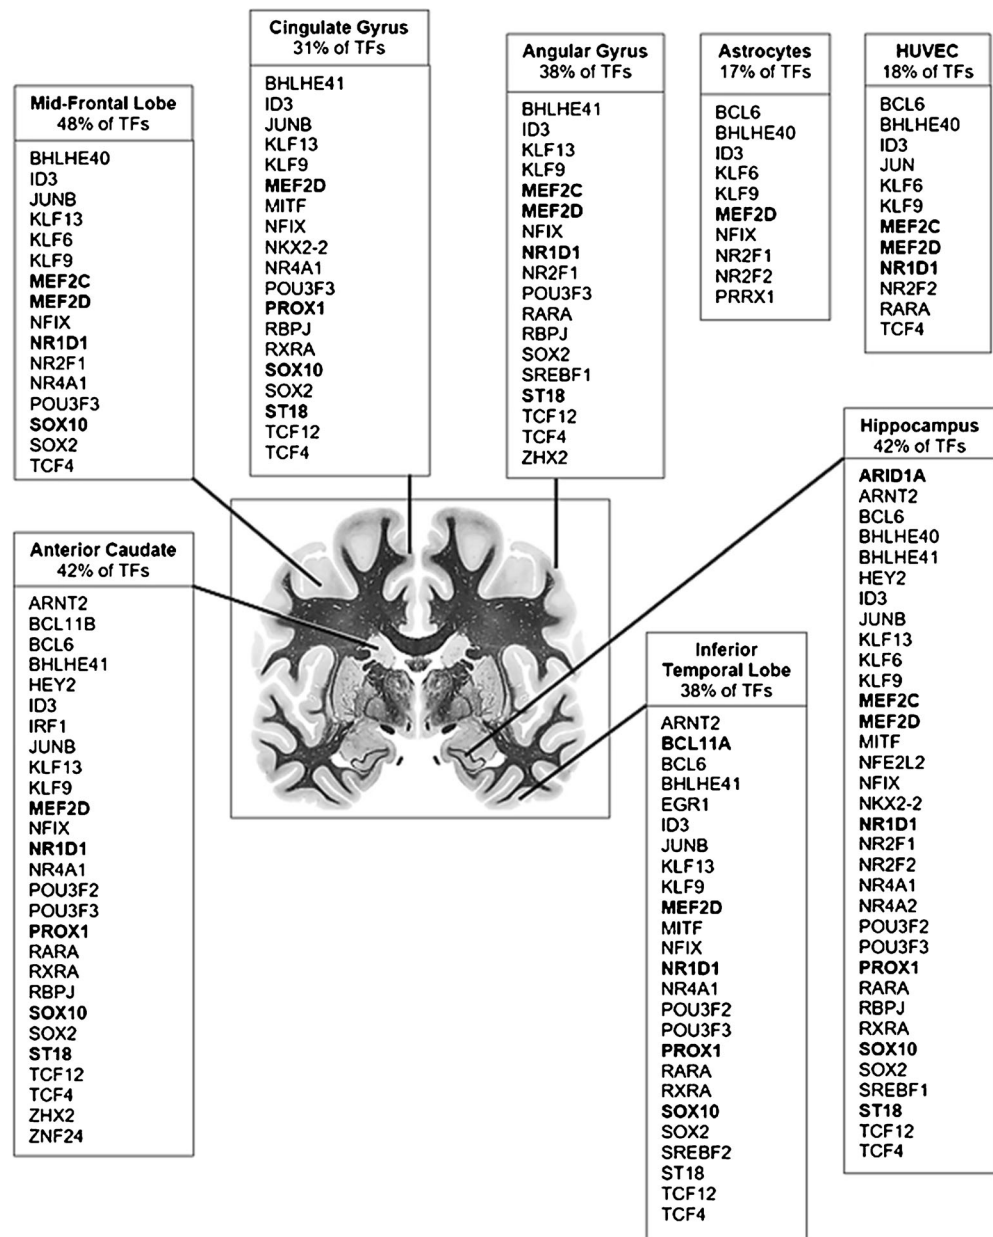 Cingulate Gyrus
31% of TFs
BHLHE41
ID3
JUNB
KLF13
KLF9
MEF2D
MITF
NFIX
NKX2-2
NR4A1
POU3F3
PROX1
RBPJ
RXRA
SOX10
SOX2
ST18
TCF12
TCF4
Angular Gyrus
38% of TFs
BHLHE41
ID3
KLF13
KLF9
MEF2C
MEF2D
NFIX
NR1D1
NR2F1
POU3F3
RARA
RBPJ
SOX2
SREBF1
ST18
TCF12
TCF4
ZHX2
Astrocytes
17% of TFs
BCL6
BHLHE40
ID3
KLF6
KLF9
MEF2D
NFIX
NR2F1
NR2F2
PRRX1
HUVEC
18% of TFs
BCL6
BHLHE40
ID3
JUN
KLF6
KLF9
MEF2C
MEF2D
NR1D1
NR2F2
RARA
TCF4
Mid-Frontal Lobe
48% of TFs
BHLHE40
ID3
JUNB
KLF13
KLF6
KLF9
MEF2C
MEF2D
NFIX
NR1D1
NR2F1
NR4A1
POU3F3
SOX10
SOX2
TCF4
Anterior Caudate
42% of TFs
ARNT2
BCL11B
BCL6
BHLHE41
HEY2
ID3
IRF1
JUNB
KLF13
KLF9
MEF2D
NFIX
NR1D1
NR4A1
POU3F2
POU3F3
PROX1
RARA
RXRA
RBPJ
SOX10
SOX2
ST18
TCF12
TCF4
ZHX2
ZNF24
Inferior
Temporal Lobe
38% of TFs
ARNT2
BCL11A
BCL6
BHLHE41
EGR1
ID3
JUNB
KLF13
KLF9
MEF2D
MITF
NFIX
NR1D1
NR4A1
POU3F2
POU3F3
PROX1
RARA
RXRA
SOX10
SOX2
SREBF2
ST18
TCF12
TCF4
Hippocampus
42% of TFs
ARID1A
ARNT2
BCL6
BHLHE40
BHLHE41
HEY2
ID3
JUNB
KLF13
KLF6
KLF9
MEF2C
MEF2D
MITF
NFE2L2
NFIX
NKX2-2
NR1D1
NR2F1
NR2F2
NR4A1
NR4A2
POU3F2
POU3F3
PROX1
RARA
RBPJ
RXRA
SOX10
SOX2
SREBF1
ST18
TCF12
TCF4